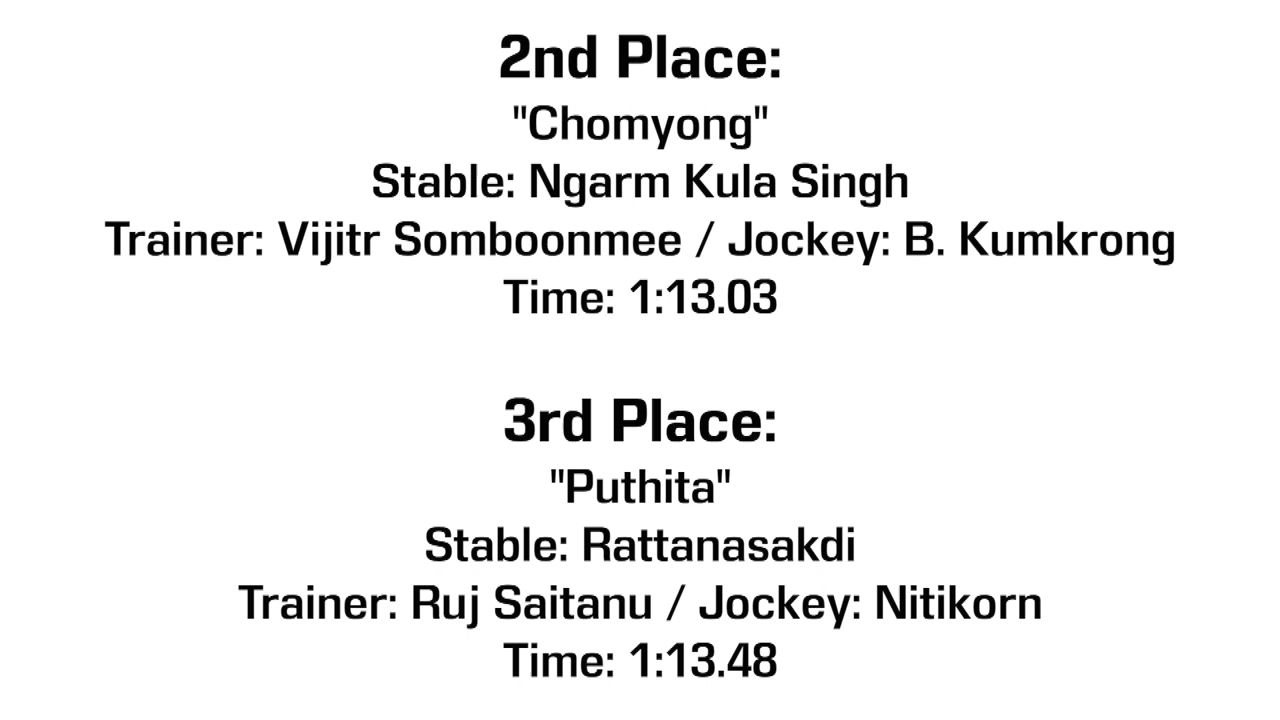 2nd Place:
"Chomyong"
Stable: Ngarm Kula Singh
Trainer: Vijitr Somboonmee / Jockey: B. Kumkrong
Time: 1:13.03
3rd Place:
"Puthita"
Stable: Rattanasakdi
Trainer: Ruj Saitanu / Jockey: Nitikorn
Time: 1:13.48